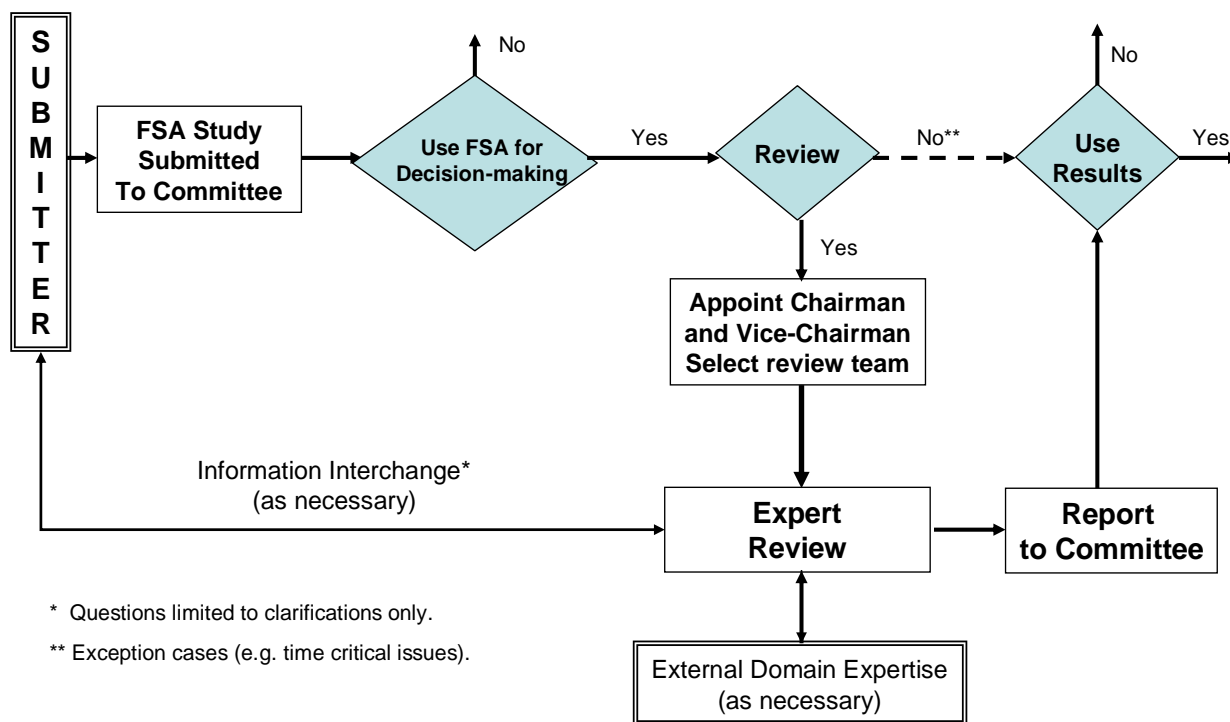 SUBMITTER
FSA Study
Submitted
To Committee
Use FSA for
Decision-making
No
Yes
Review
No**
Use
Results
No
Yes
Yes
Appoint Chairman
and Vice-Chairman
Select review team
Information Interchange*
(as necessary)
Expert
Review
Report
to Committee
* Questions limited to clarifications only.
** Exception cases (e.g. time critical issues).
External Domain Expertise
(as necessary)